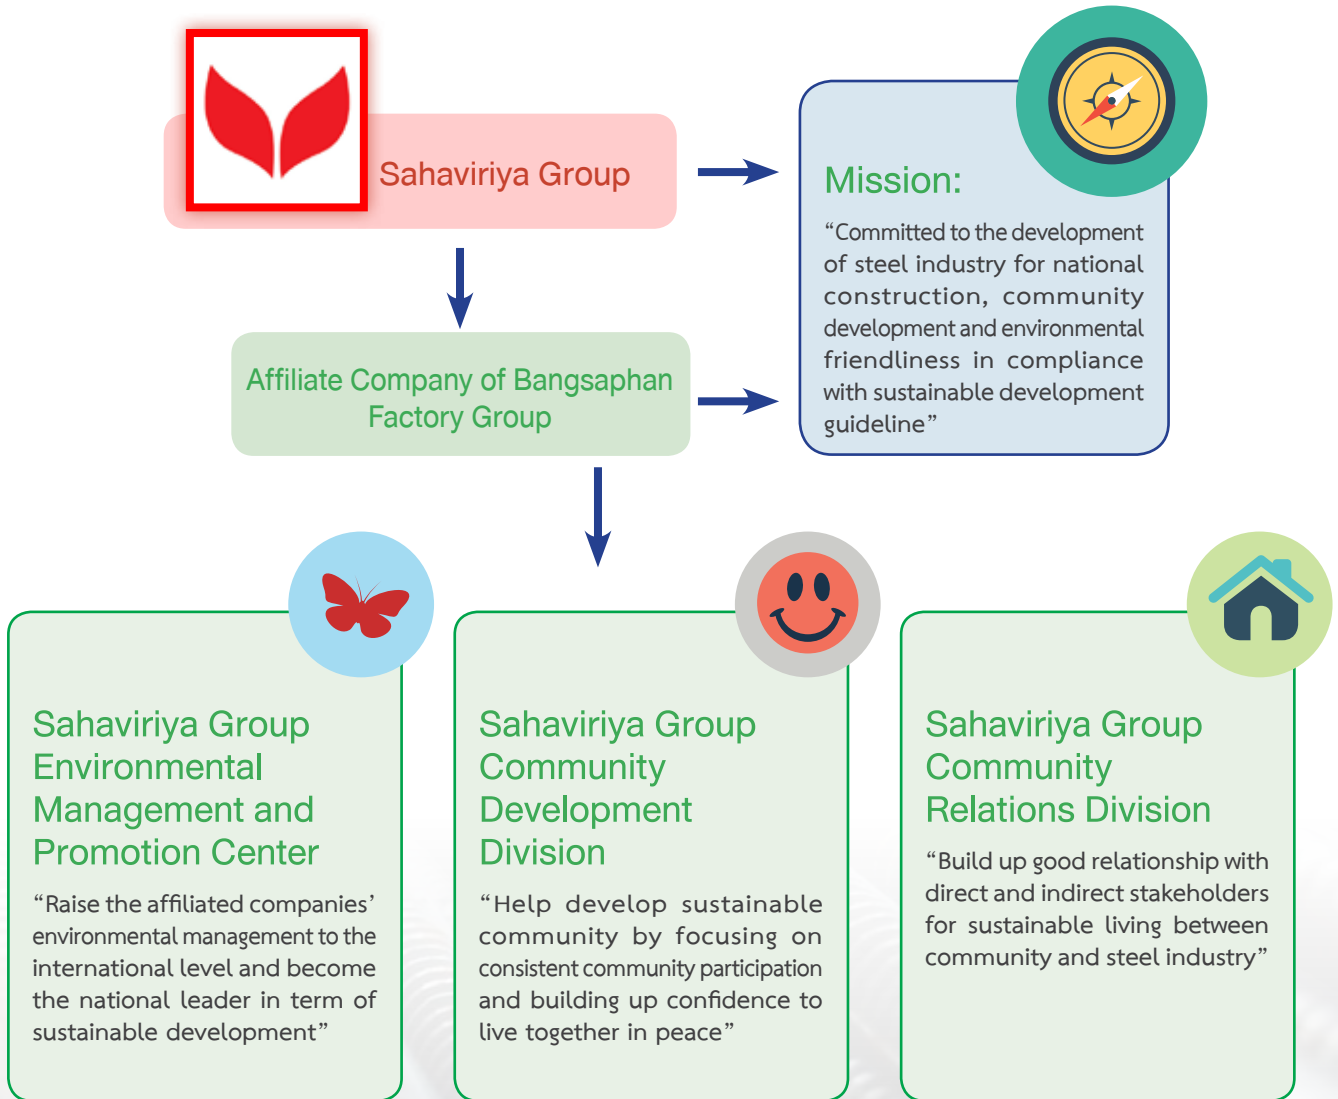 Sahaviriya Group
Mission:
“Committed to the development
of steel industry for national
construction, community
development and environmental
friendliness in compliance
with sustainable development
guideline”
Affiliate Company of Bangsaphan
Factory Group
Sahaviriya Group
Environmental
Management and
Promotion Center
“Raise the affiliated companies’
environmental management to the
international level and become
the national leader in term of
sustainable development”
Sahaviriya Group
Community
Development
Division
“Help develop sustainable
community by focusing on
consistent community participation
and building up confidence to
live together in peace”
Sahaviriya Group
Community
Relations Division
“Build up good relationship with
direct and indirect stakeholders
for sustainable living between
community and steel industry”